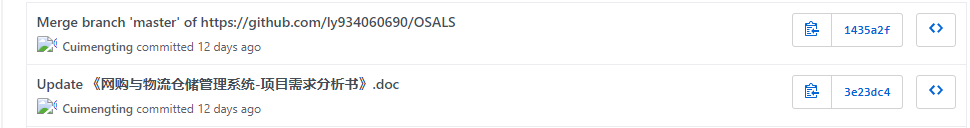 Merge branch 'master' of https://github.com/ly934060690/OSALS
Cuimengting committed 12 days ago
1435a2f
Update 《网购与物流仓储管理系统-项目需求分析书》.doc
Cuimengting committed 12 days ago
3e23dc4